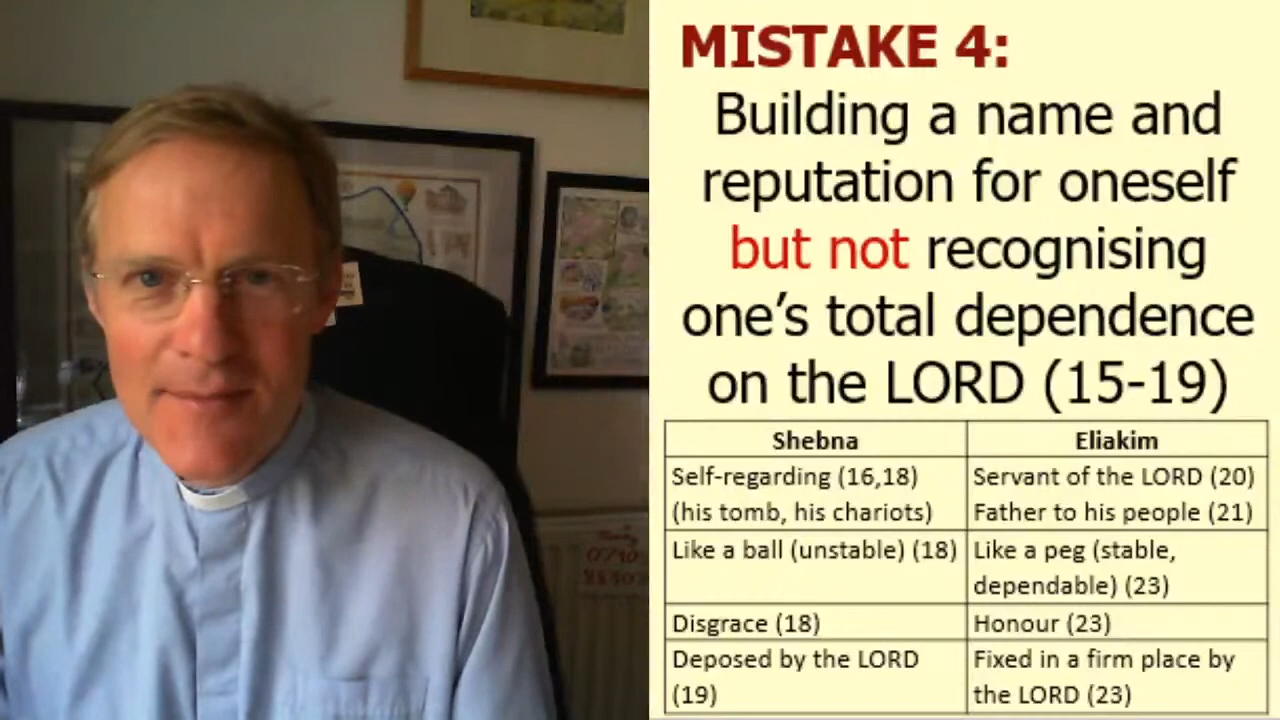 MISTAKE 4:
Building a name and
reputation for oneself
but not recognising
one's total dependence
on the LORD (15-19)
Shebna
Eliakim
Self-regarding (16,18)
(his tomb, his chariots)
Servant of the LORD (20)
Father to his people (21)
Like a ball (unstable) (18)
Like a peg (stable,
dependable) (23)
Disgrace (18)
Honour (23)
Deposed by the LORD
(19)
Fixed in a firm place by
the LORD (23)